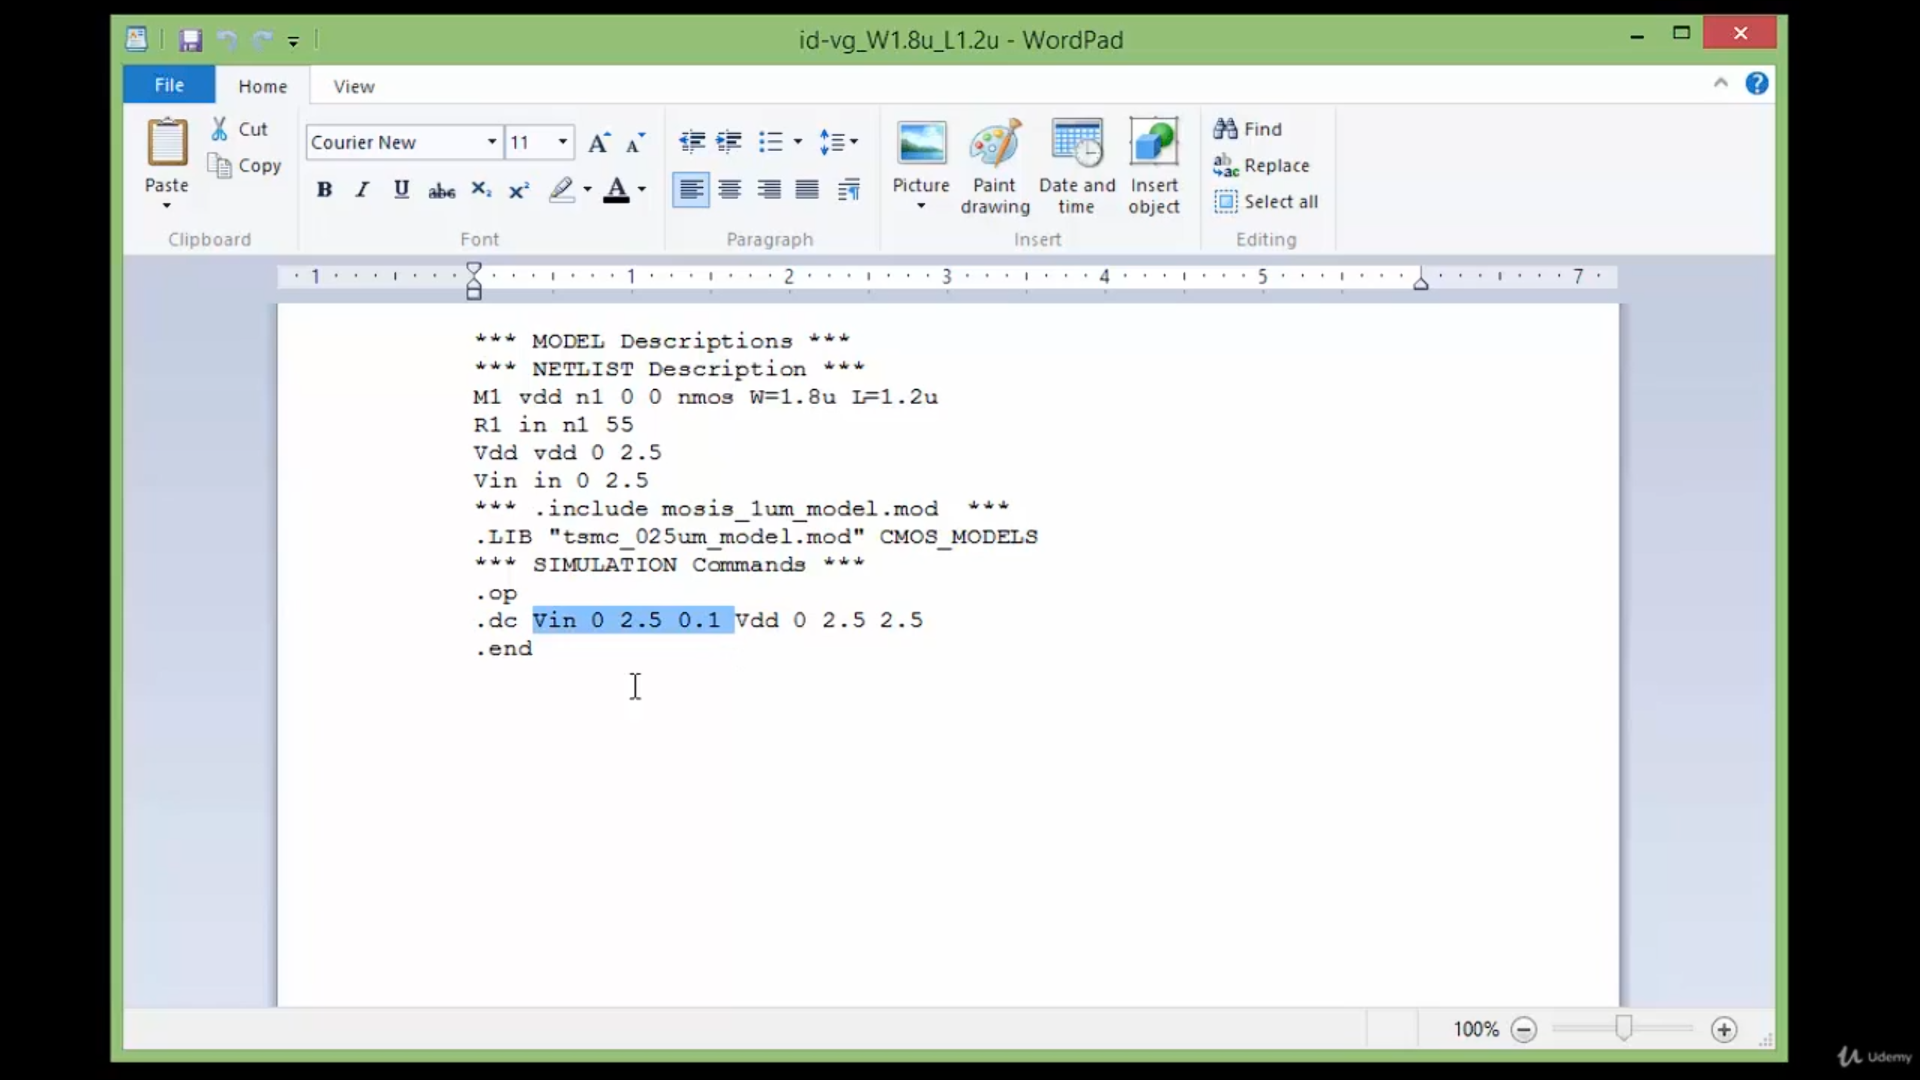 id-vg_W1.8u_L1.2u - WordPad
File Home View
Paste
Cut
Copy
Clipboard
Courier New 11
Font
Paragraph
Picture
Paint drawing
Date and time
Insert object
Insert
Find
Replace
Select all
Editing
1 1 2 3 4 5 7
*** MODEL Descriptions ***
*** NETLIST Description ***
M1 vdd n1 0 0 nmos W=1.8u L=1.2u
R1 in n1 55
Vdd vdd 0 2.5
Vin in 0 2.5
*** .include mosis_1um_model.mod ***
.LIB "tsmc_025um_model.mod" CMOS_MODELS
*** SIMULATION Commands ***
.op
.dc Vin 0 2.5 0.1 Vdd 0 2.5 2.5
.end
100%
Udemy